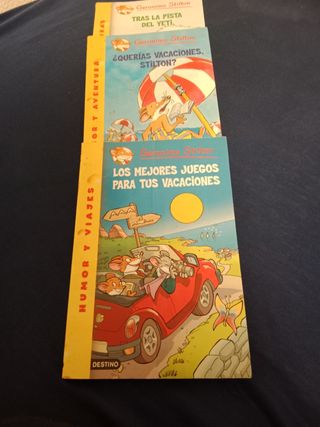 Geronimo Stilton
TRAS LA PISTA
DEL YETI
Geronimo Stilton
¿QUERÍAS VACACIONES,
STILTON?
OR Y AVENTURA
Geronimo Stilton
LOS MEJORES JUEGOS
PARA TUS VACACIONES
HUMOR Y VIAJES
DESTINO